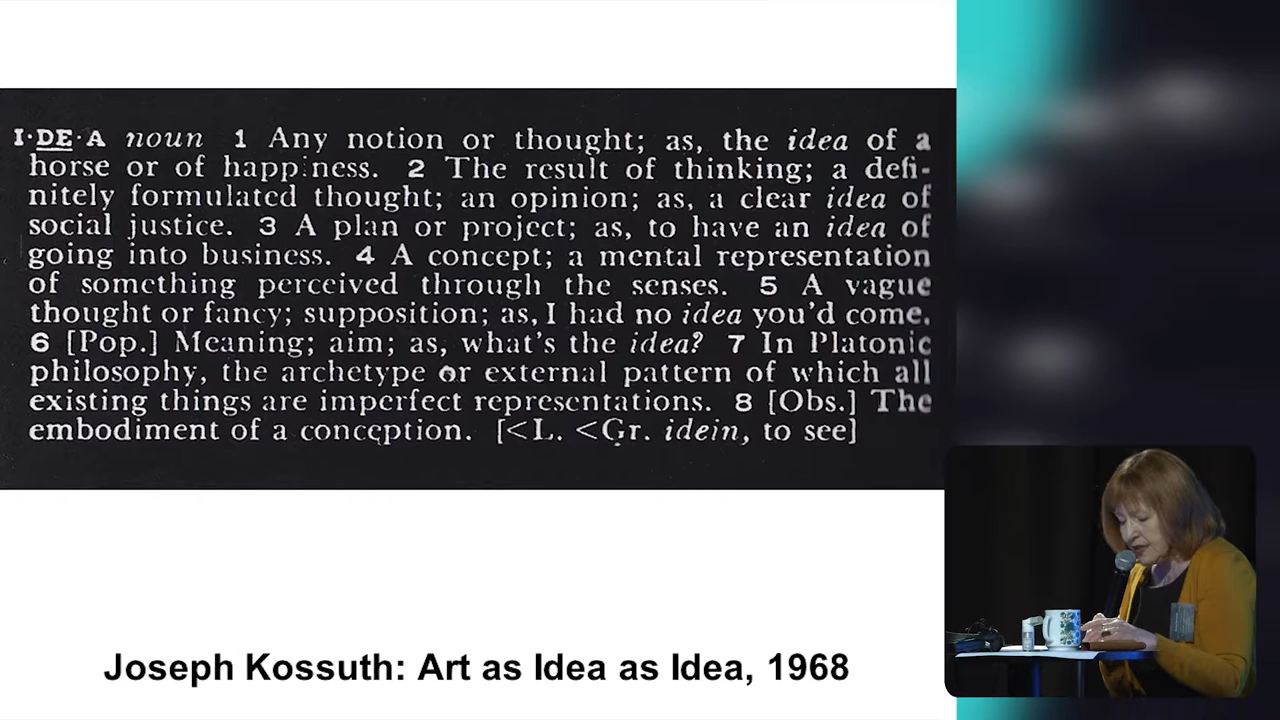 I·DE·A noun 1 Any notion or thought; as, the idea of a
horse or of happiness. 2 The result of thinking; a defi-
nitely formulated thought; an opinion; as, a clear idea of
social justice. 3 A plan or project; as, to have an idea of
going into business. 4 A concept; a mental representation
of something perceived through the senses. 5 A vague
thought or fancy; supposition; as, I had no idea you'd come.
6 [Pop.] Meaning; aim; as, what's the idea? 7 In Platonic
philosophy, the archetype or external pattern of which all
existing things are imperfect representations. 8 [Obs.] The
embodiment of a conception. [<L. <Gr. idein, to see]
Joseph Kossuth: Art as Idea as Idea, 1968